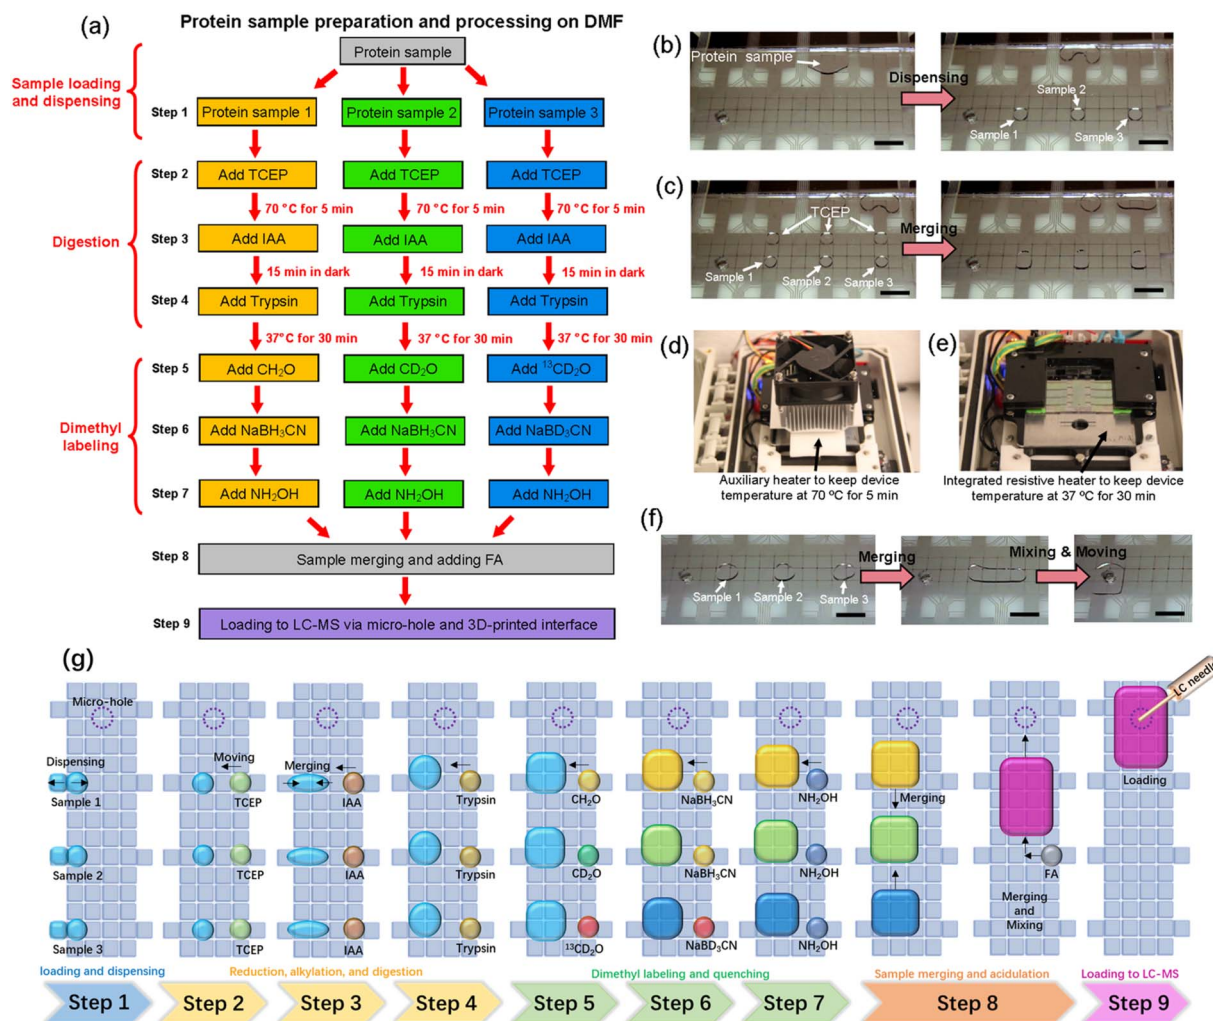 (a)
Protein sample preparation and processing on DMF
Protein sample
Sample loading
and dispensing
Step 1
Protein sample 1
Protein sample 2
Protein sample 3
Step 2
Add TCEP
Add TCEP
Add TCEP
70 °C for 5 min
70 °C for 5 min
70 °C for 5 min
Digestion
Step 3
Add IAA
Add IAA
Add IAA
15 min in dark
15 min in dark
15 min in dark
Step 4
Add Trypsin
Add Trypsin
Add Trypsin
37°C for 30 min
37 °C for 30 min
37 °C for 30 min
Step 5
Add CH₂O
Add CD₂O
Add ¹³CD₂O
Dimethyl
labeling
Step 6
Add NaBH₃CN
Add NaBH₃CN
Add NaBD₃CN
Step 7
Add NH₂OH
Add NH₂OH
Add NH₂OH
Step 8
Sample merging and adding FA
Step 9
Loading to LC-MS via micro-hole and 3D-printed interface
(b)
Protein sample
Dispensing
Sample 2
Sample 1
Sample 3
(c)
TCEP
Merging
Sample 1
Sample 2
Sample 3
(d)
Auxiliary heater to keep device
temperature at 70 ºC for 5 min
(e)
Integrated resistive heater to keep device
temperature at 37 ºC for 30 min
(f)
Merging
Mixing & Moving
Sample 1
Sample 2
Sample 3
(g)
Micro-hole
LC needle
Dispensing
Moving
Merging
Loading
Sample 1
TCEP
IAA
Trypsin
CH₂O
NaBH₃CN
NH₂OH
Merging
Sample 2
TCEP
IAA
Trypsin
CD₂O
NaBH₃CN
NH₂OH
FA
Merging
and
Mixing
Sample 3
TCEP
IAA
Trypsin
¹³CD₂O
NaBD₃CN
NH₂OH
loading and dispensing
Reduction, alkylation, and digestion
Dimethyl labeling and quenching
Sample merging and acidulation
Loading to LC-MS
Step 1
Step 2
Step 3
Step 4
Step 5
Step 6
Step 7
Step 8
Step 9